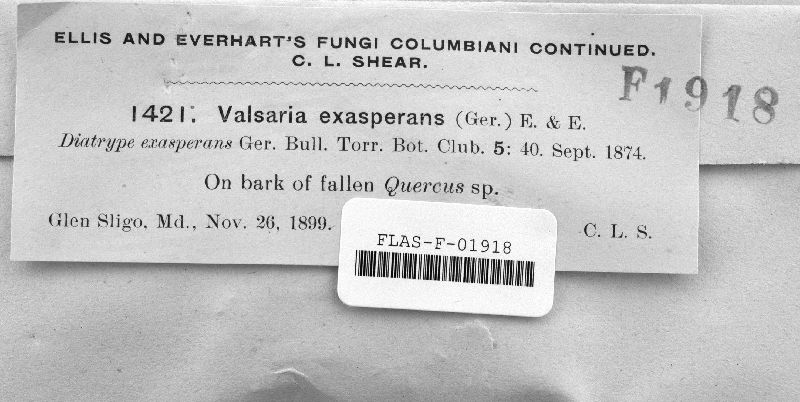 ELLIS AND EVERHART'S FUNGI COLUMBIANI CONTINUED.
C. L. SHEAR.
F1918
1421. Valsaria exasperans (Ger.) E. & E.
Diatrype exasperans Ger. Bull. Torr. Bot. Club. 5: 40. Sept. 1874.
On bark of fallen Quercus sp.
Glen Sligo, Md., Nov. 26, 1899. C. L. S.
FLAS-F-01918